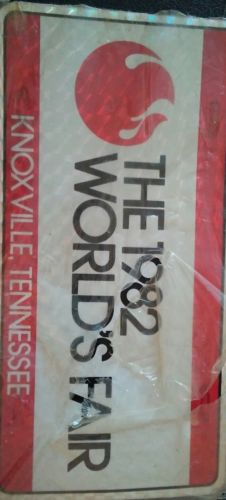 THE 1982
WORLD'S FAIR
KNOXVILLE, TENNESSEE